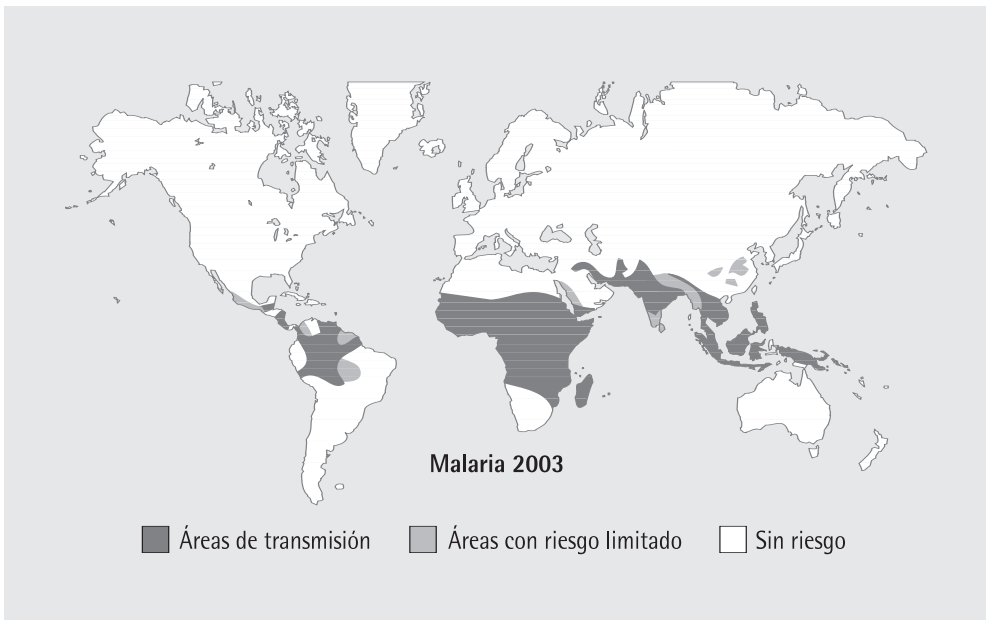 Malaria 2003
Áreas de transmisión Áreas con riesgo limitado Sin riesgo